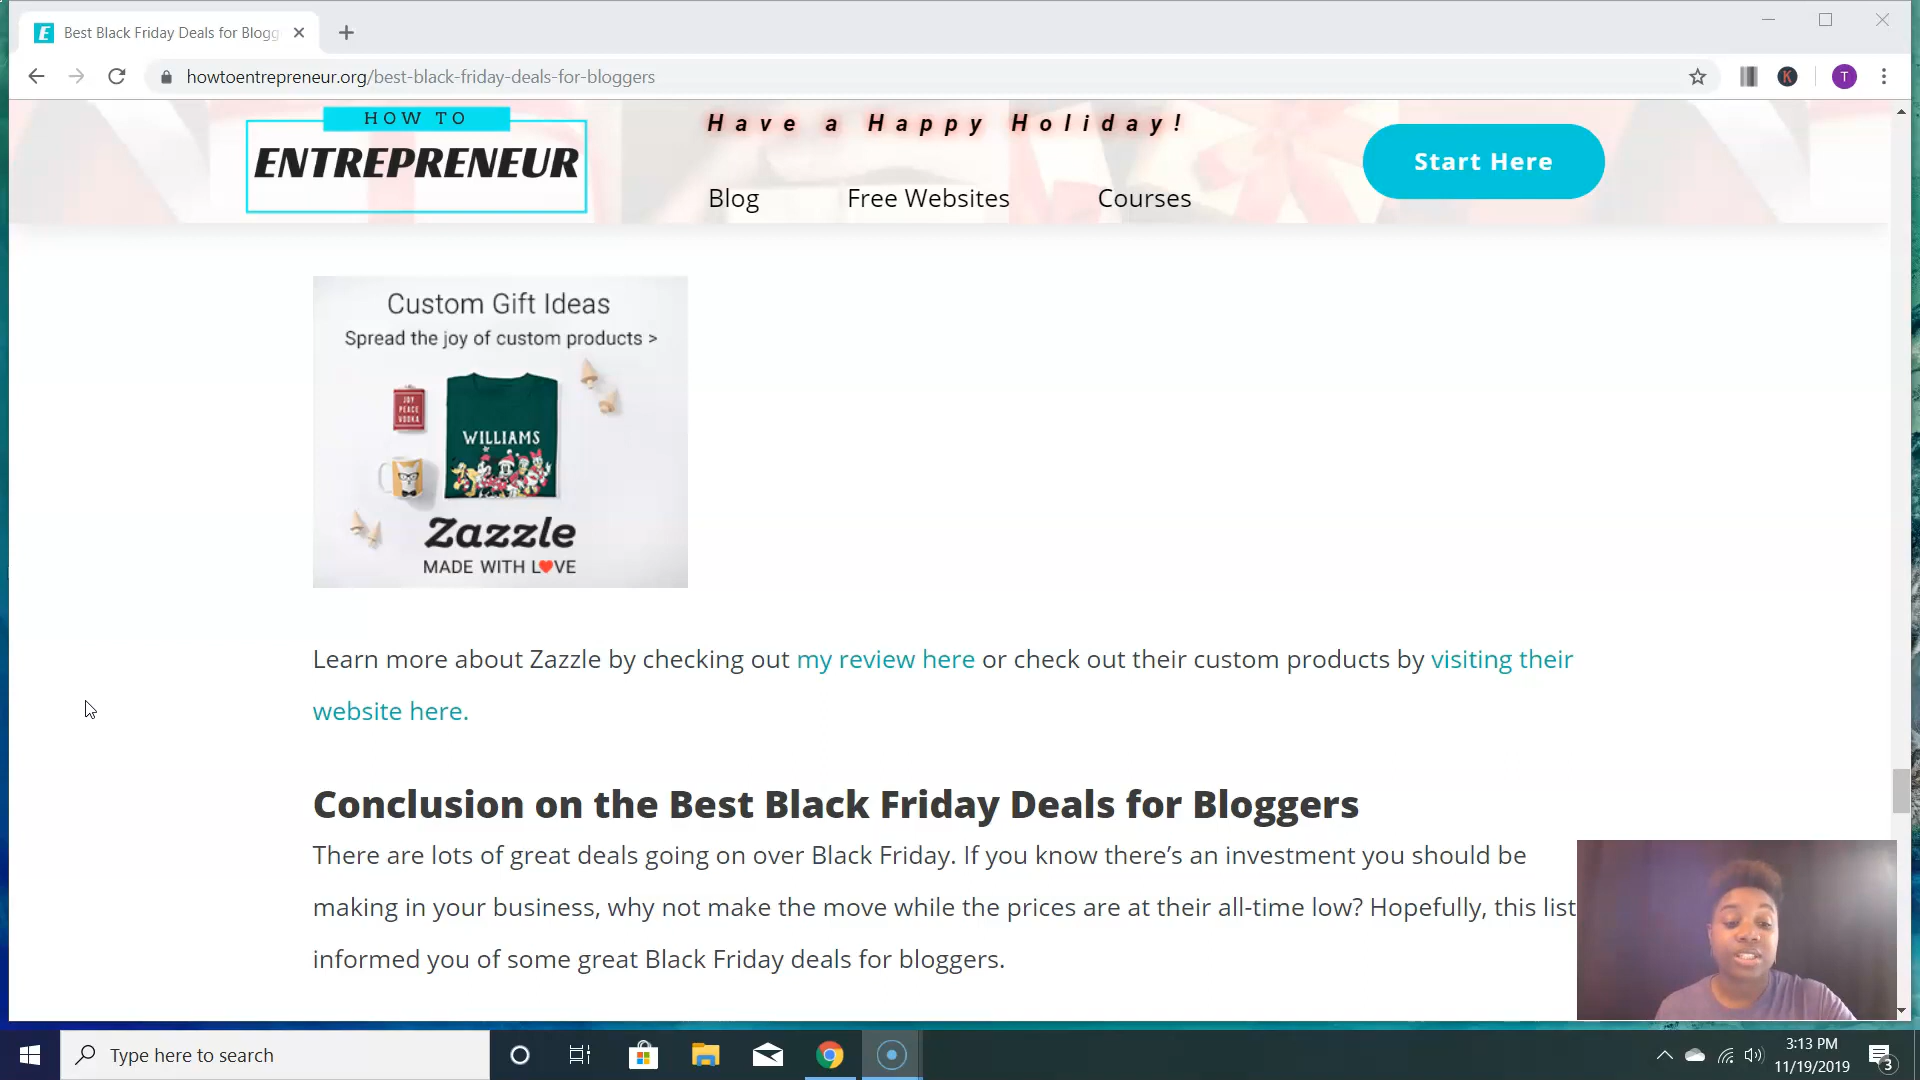 Best Black Friday Deals for Blogg
howtoentrepreneur.org/best-black-friday-deals-for-bloggers
K
T
HOW TO
ENTREPRENEUR
Have a Happy Holiday!
Blog
Free Websites
Courses
Start Here
Custom Gift Ideas
Spread the joy of custom products >
JOY
PEACE
VODKA
WILLIAMS
Zazzle
MADE WITH L❤VE
Learn more about Zazzle by checking out my review here or check out their custom products by visiting their
website here.
Conclusion on the Best Black Friday Deals for Bloggers
There are lots of great deals going on over Black Friday. If you know there's an investment you should be
making in your business, why not make the move while the prices are at their all-time low? Hopefully, this list
informed you of some great Black Friday deals for bloggers.
Type here to search
3:13 PM
11/19/2019
3